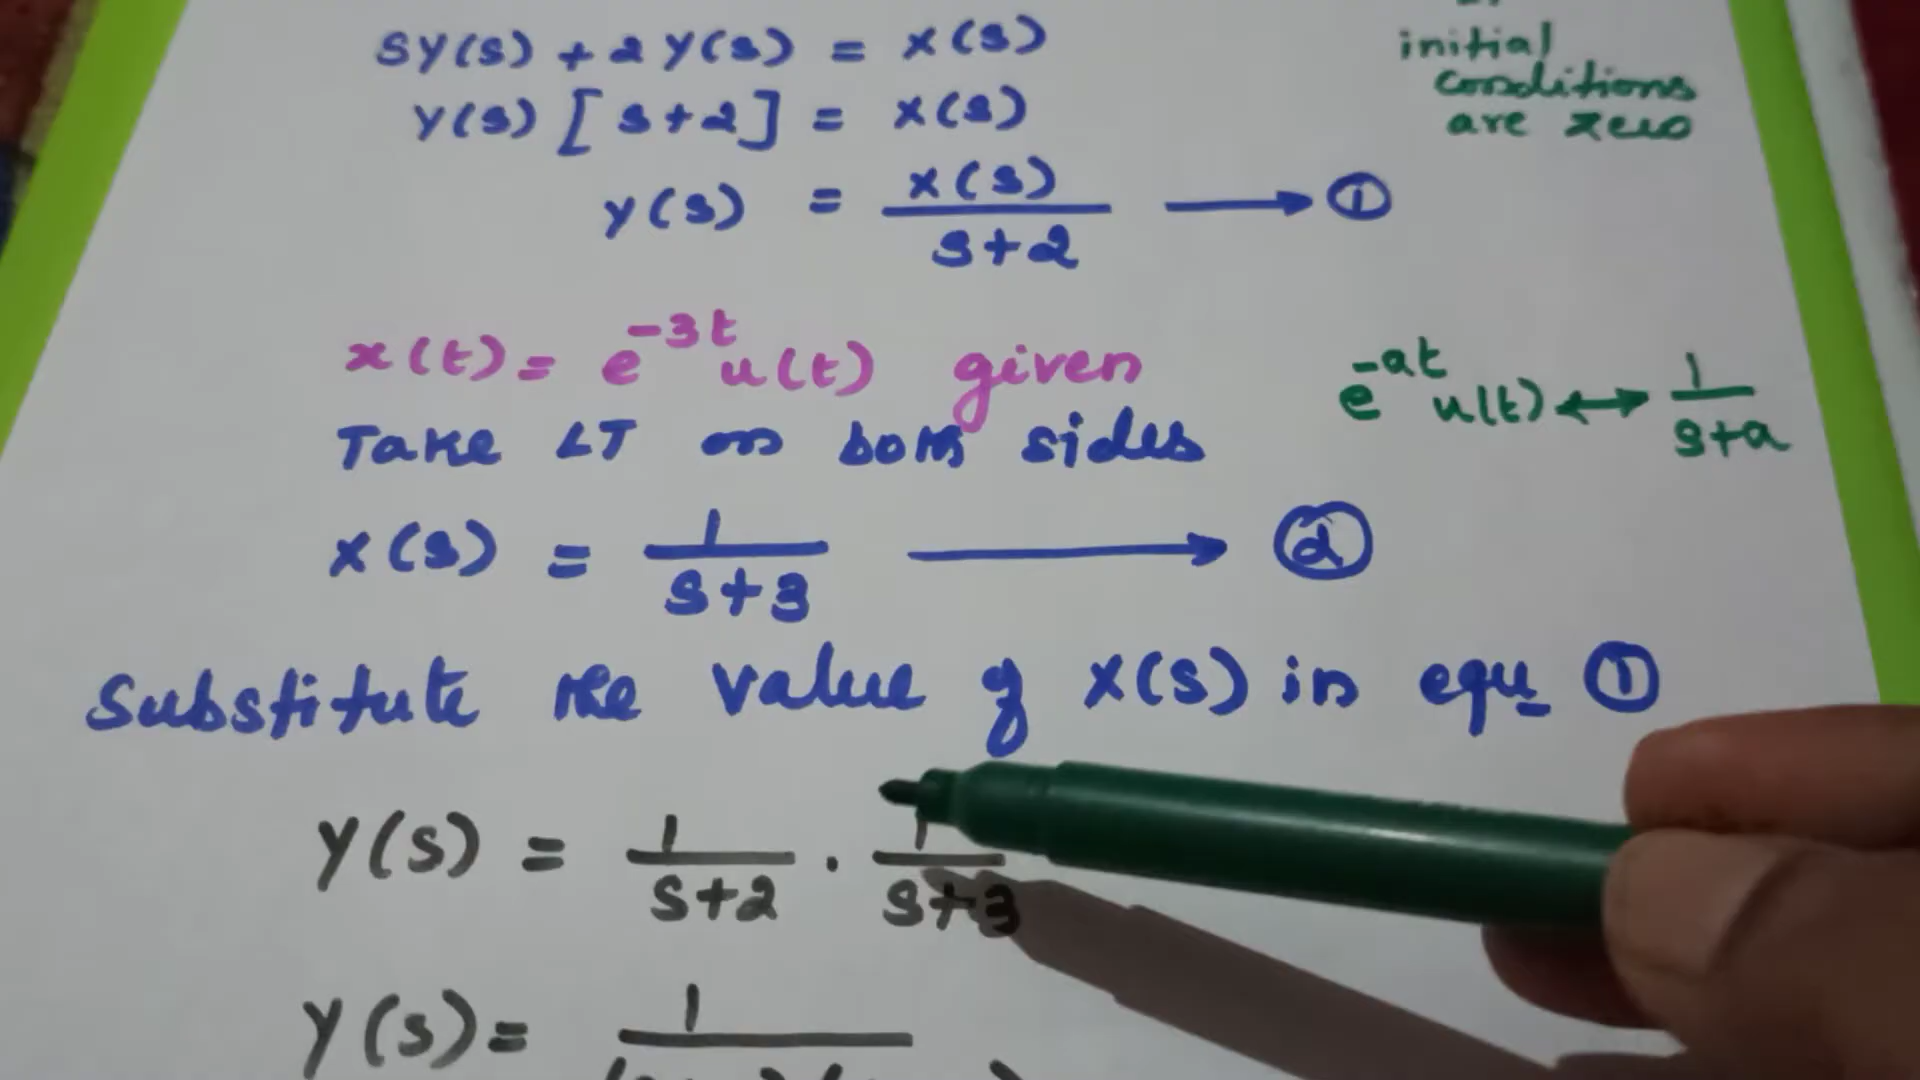 SY(s) + 2 Y(s) = X(s)
Y(s) [s+2] = X(s)
Y(s) = X(s) / s+2 → ①
initial
conditions
are zero
x(t) = e^-3t u(t) given
Take LT on both sides
e^-at u(t) ↔ 1 / s+a
X(s) = 1 / s+3 → ②
Substitute the value of X(s) in equ ①
Y(s) = 1 / s+2 . 1 / s+3
Y(s) = 1